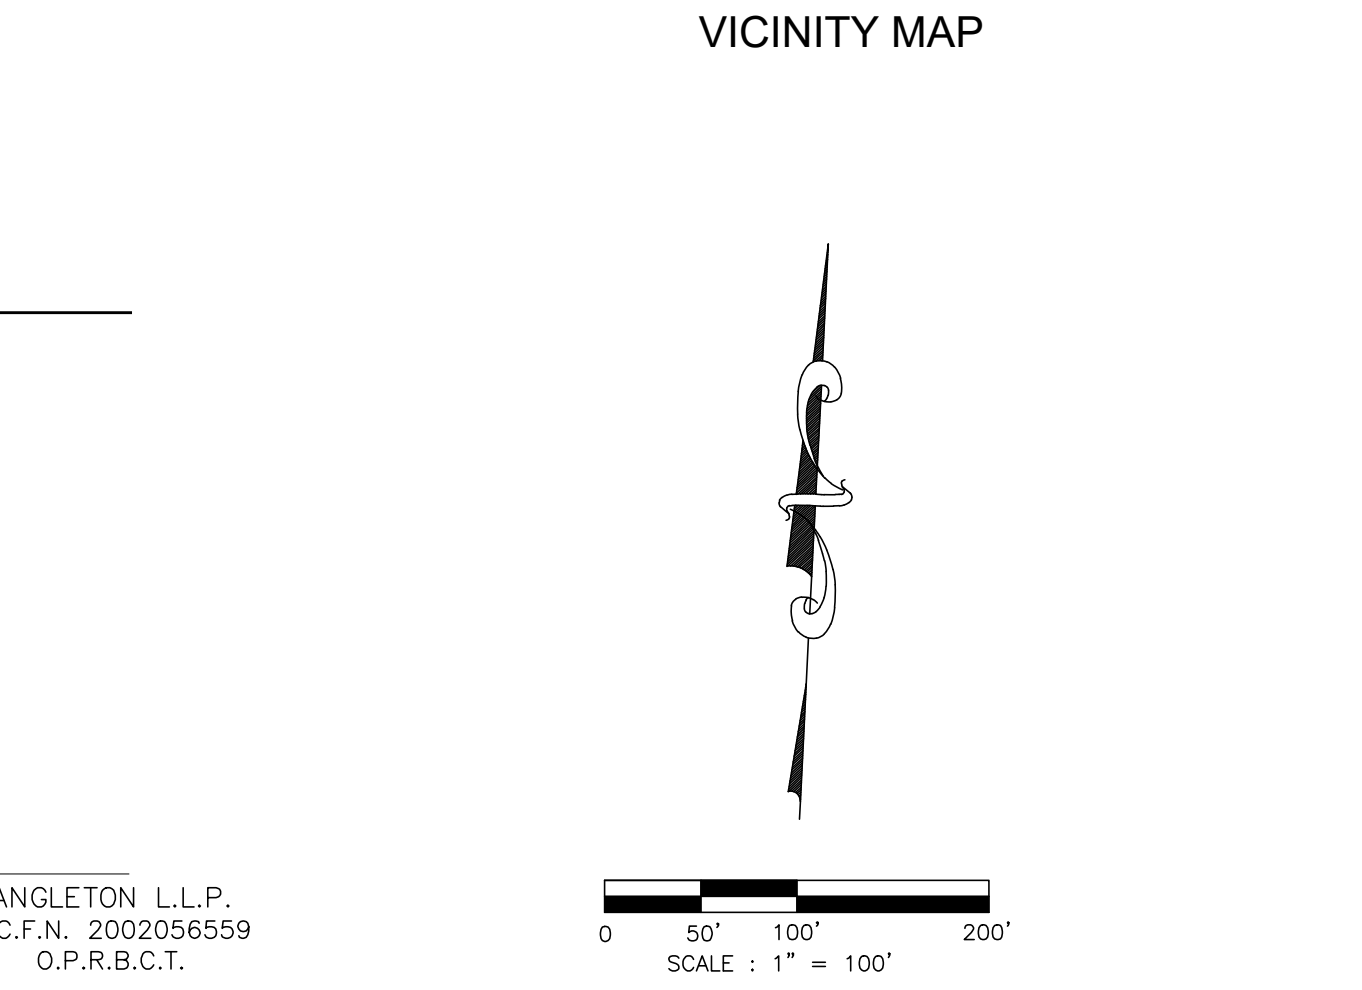 VICINITY MAP
ANGLETON L.L.P.
C.F.N. 2002056559
O.P.R.B.C.T.
0 50' 100' 200'
SCALE : 1" = 100'